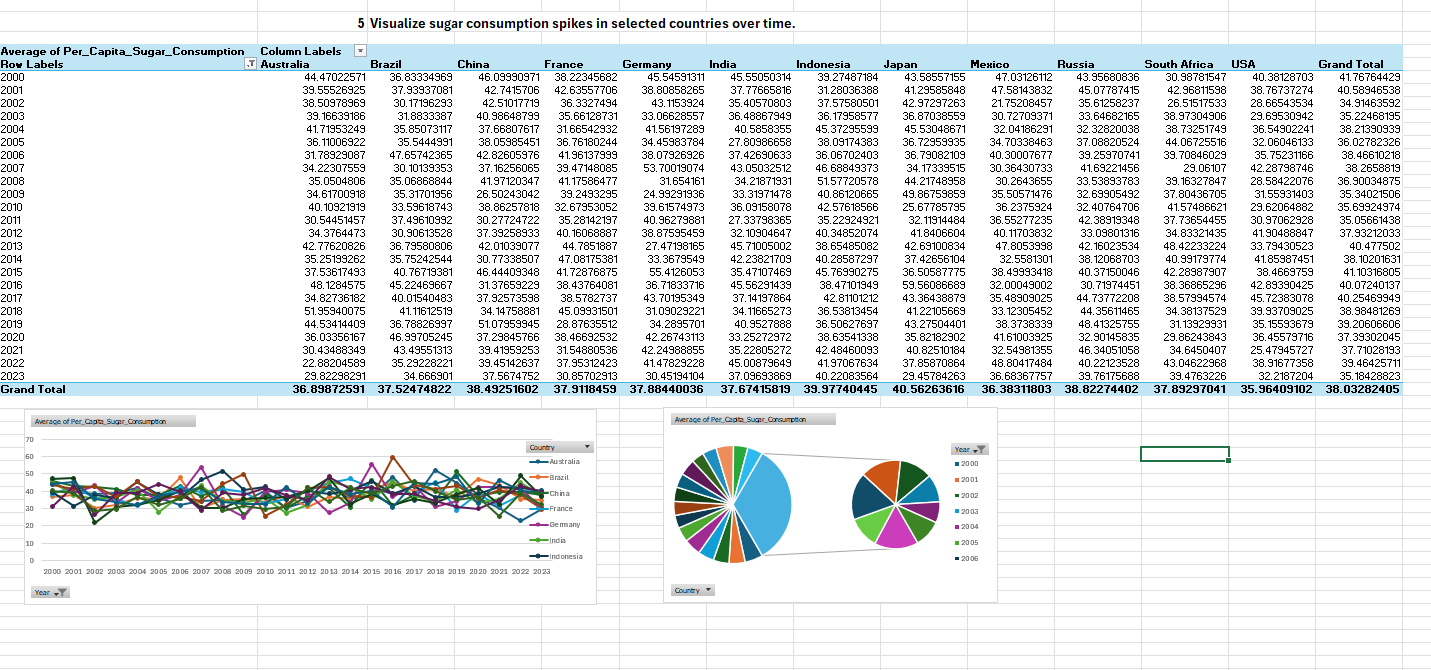 5 Visualize sugar consumption spikes in selected countries over time.
Average of Per_Capita_Sugar_Consumption Column Labels
Row Labels Australia Brazil China France Germany India Indonesia Japan Mexico Russia South Africa USA Grand Total
2000 44.47022571 36.83334969 46.09990971 38.22345682 45.54591311 45.55050314 39.27487184 43.58557155 47.03126112 43.95680836 30.98781547 40.38128703 41.76764429
2001 39.55526925 37.93937081 42.7415706 42.63557706 38.80858265 37.77665816 31.28036388 41.29585848 47.58143832 45.07787415 42.96811598 38.76737274 40.58946538
2002 38.50978969 30.17196293 42.51017719 36.3327494 43.1153924 35.40570803 37.57580501 42.97297263 21.75208457 35.61258237 26.51517533 28.66543534 34.91463592
2003 39.16639186 31.8833387 40.98648799 35.66128731 33.06628557 36.48867949 36.17958577 36.87038559 30.72709371 33.64682165 38.97304906 29.69530942 35.22468195
2004 41.71953249 35.85073117 37.66807617 31.66542932 41.56197289 40.5858355 45.37295599 45.53048671 32.04186291 32.32820038 38.73251749 36.54902241 38.21390939
2005 36.11006922 35.5444991 38.05985451 36.76180244 34.45983784 27.80986658 38.09174383 36.72959935 34.70338463 37.08820524 44.06725516 32.06046133 36.02782326
2006 31.78929087 47.65742365 42.82605976 41.96137999 38.07926926 37.42690633 36.06702403 36.79082109 40.30007677 39.25970741 39.70846029 35.75231166 38.46610218
2007 34.22307559 30.10139353 37.16256065 39.47148085 53.70019074 43.05032512 46.66849373 34.17339515 30.36430733 41.69221456 29.06107 42.28798746 38.2658819
2008 35.0504806 35.06868844 41.97120347 41.17586477 31.654161 34.21871931 51.57720578 44.21748958 30.2643655 33.53893783 39.16327847 28.58422076 36.90034875
2009 34.61700918 35.31701956 26.50243042 39.2493295 24.99291936 33.31971478 40.86120665 49.86759859 35.50571476 32.69905492 37.80436705 31.55931403 35.34021506
2010 40.10921919 33.59618743 38.86257818 32.67953052 39.61574973 36.09158078 42.57618566 25.67785795 36.2375924 32.40764706 41.57486621 29.62064882 35.69924974
2011 30.54451457 37.49610992 30.27724722 35.28142197 40.96279881 27.33798365 35.22924921 32.11914484 36.55277235 42.38919348 37.73654455 30.97062928 35.05661438
2012 34.3764473 30.90613528 37.39258933 40.16068887 38.87595459 32.10904647 40.34852074 41.8406604 40.11703832 33.09801316 34.83321435 41.90488847 37.93212033
2013 42.77620826 36.79580806 42.01039077 44.7851887 27.47198165 45.71005002 38.65485082 42.69100834 47.8053998 42.16023534 48.42233224 33.79430523 40.477502
2014 35.25199262 35.75242544 30.77338507 47.08175381 33.3679549 42.23821709 40.28587297 37.42656104 32.5581301 38.12068703 40.99179774 41.85987451 38.10201631
2015 37.53617493 40.76719381 46.44409348 41.72876875 55.4126053 35.47107469 45.76990275 36.50587775 38.49993418 40.37150046 42.28987907 38.4669759 41.10316805
2016 48.1284575 45.22469667 31.37659229 38.43764081 36.71833716 45.56291439 38.47101949 59.56086689 32.00049002 30.71974451 38.36865296 42.89390425 40.07240137
2017 34.82736182 40.01540483 37.92573598 38.5782737 43.70195349 37.14197864 42.81101212 43.36438879 35.48909025 44.73772208 38.57994574 45.72383078 40.25469949
2018 51.95940075 41.11612519 34.14758881 45.09931501 31.09029221 34.11665273 36.53813454 41.22105669 33.12305452 44.35611465 34.38137529 39.93709025 38.98481269
2019 44.53414409 36.78826997 51.07959945 28.87635512 34.2895701 40.9527888 36.50627697 43.27504401 38.3738339 48.41325755 31.13929931 35.15593679 39.20606606
2020 36.03356167 46.99705245 37.29845766 38.46692532 42.26743113 33.25272972 38.63541338 35.82182902 41.61003925 32.90145835 29.86243843 36.45579716 37.39302045
2021 30.43488349 43.49551313 39.41959253 31.54880536 42.24988855 35.22805272 42.48460093 40.82510184 32.54981355 46.34051058 34.6450407 25.47945727 37.71028193
2022 22.88204589 35.29228221 39.45142637 37.95312423 41.47829228 45.00879649 41.97067634 37.85870864 48.80417484 40.22123528 43.04622968 38.91677358 39.46425711
2023 29.82298291 34.666901 37.5674752 30.85702913 30.45194104 37.09693869 40.22083564 29.45784263 36.68367757 39.76175688 39.4763226 32.2187204 35.18428823
Grand Total 36.89872591 37.52474822 38.49251602 37.9118459 37.88440036 37.67415819 39.97740445 40.56263616 36.38311803 38.82274402 37.89297041 35.96409102 38.03282405
Average of Per_Capita_Sugar_Consumption
70
60
50
40
30
20
10
0
2000 2001 2002 2003 2004 2005 2006 2007 2008 2009 2010 2011 2012 2013 2014 2015 2016 2017 2018 2019 2020 2021 2022 2023
Country
Australia
Brazil
China
France
Germany
India
Indonesia
Year
Average of Per_Capita_Sugar_Consumption
Year
2000
2001
2002
2003
2004
2005
2006
Country